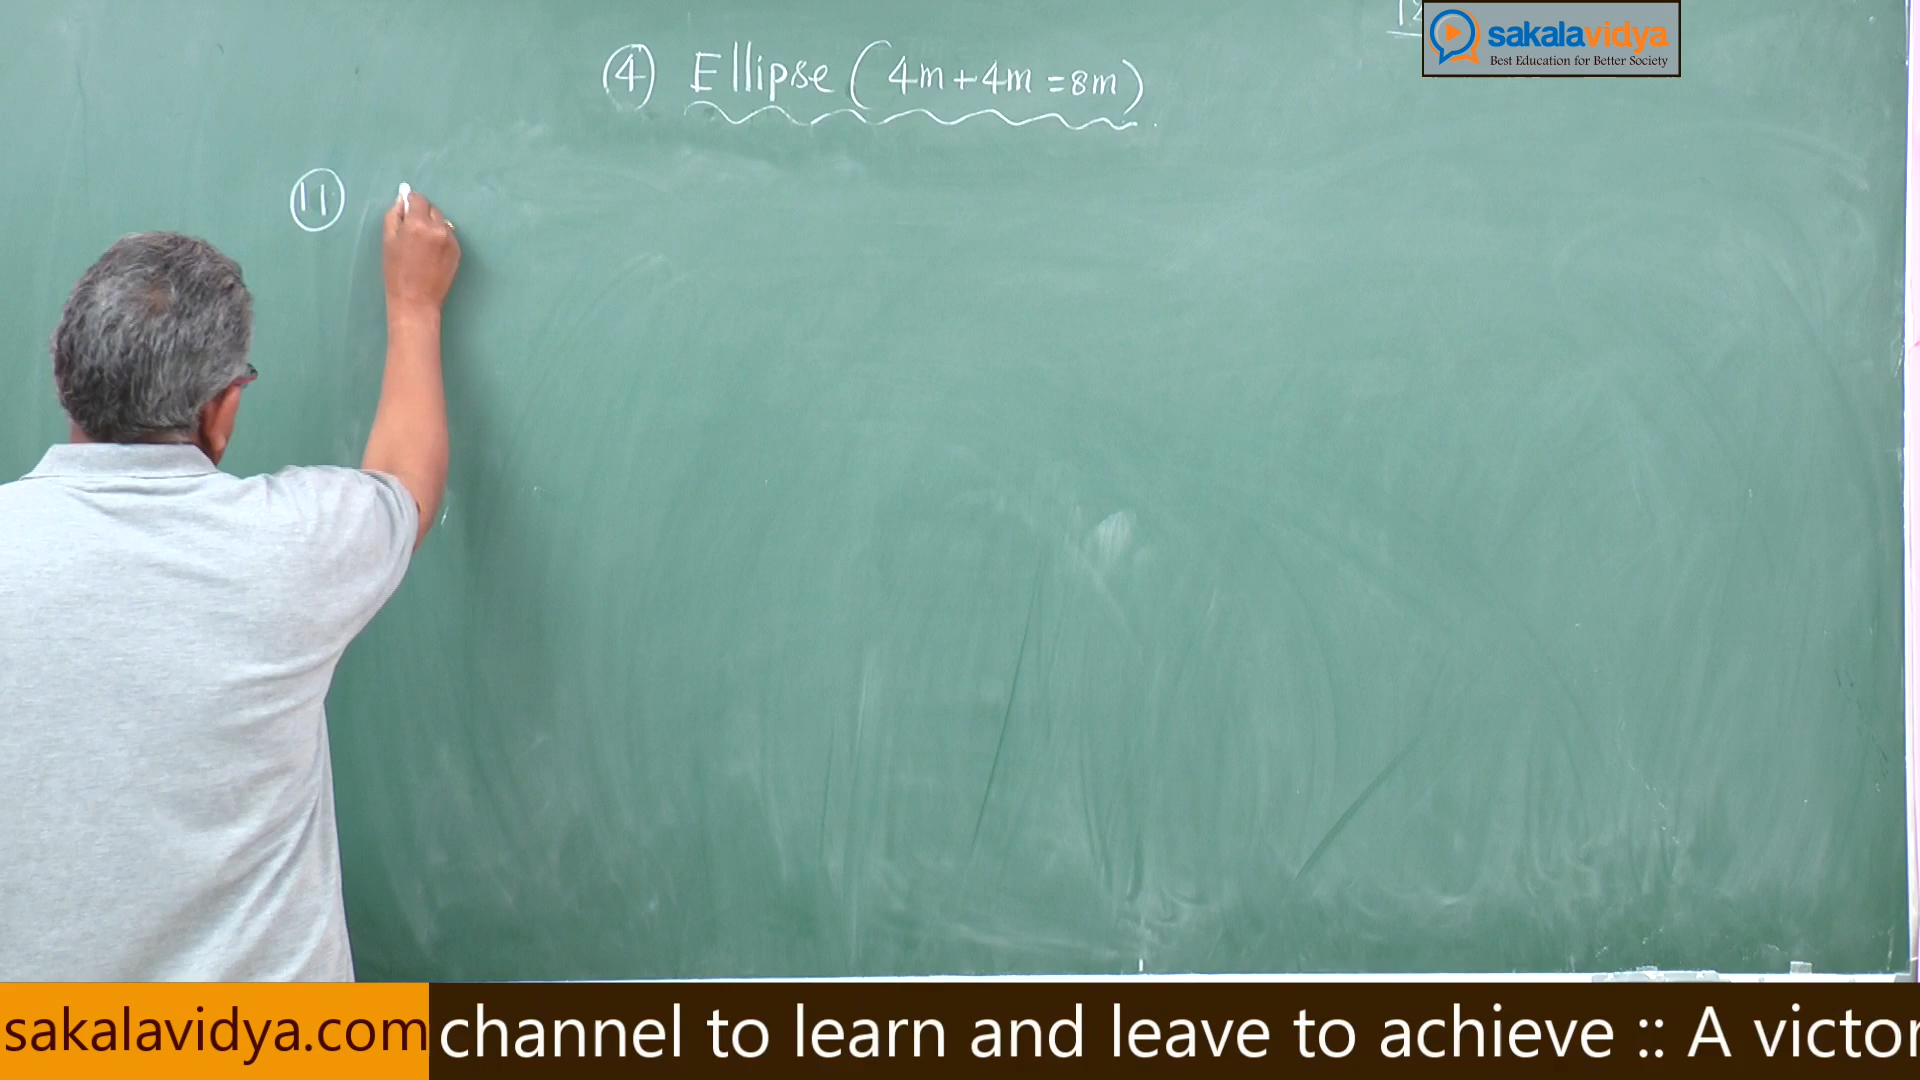 12
sakalavidya
Best Education for Better Society
(4) Ellipse (4m+4m=8m)
(11)
sakalavidya.com channel to learn and leave to achieve :: A victor